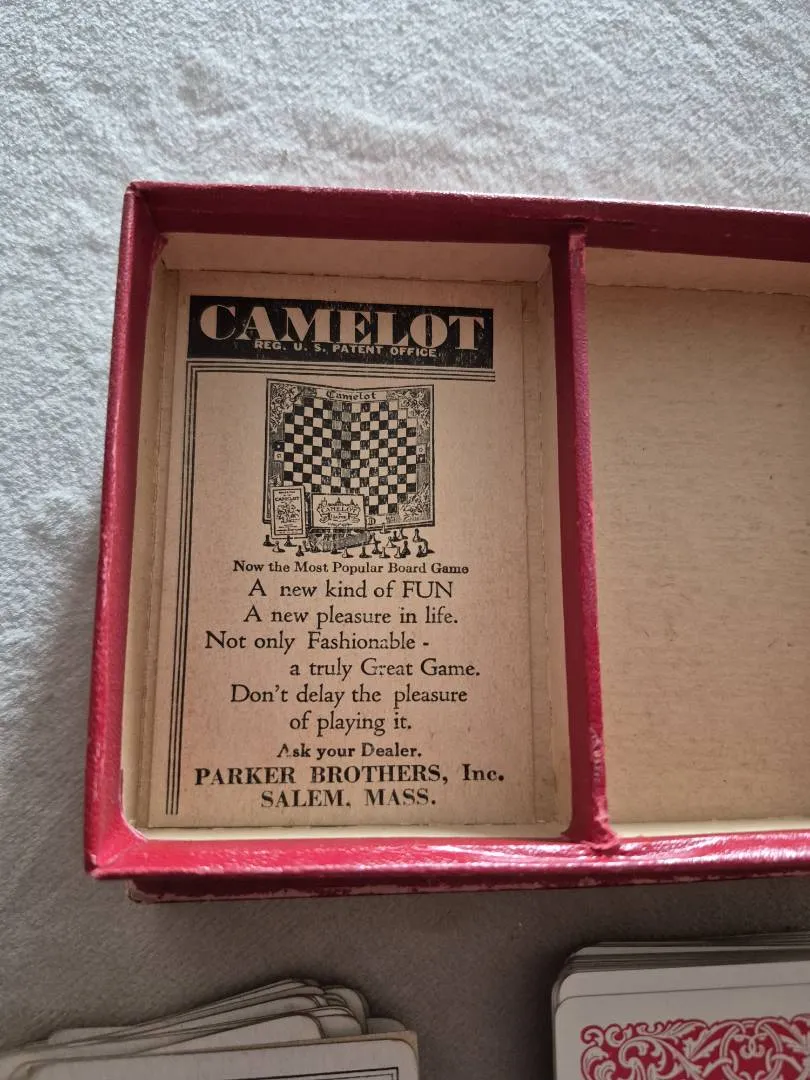 CAMELOT
REG. U. S. PATENT OFFICE
Camelot
CAMELOT
CAMELOT
Now the Most Popular Board Game
A new kind of FUN
A new pleasure in life.
Not only Fashionable -
a truly Great Game.
Don't delay the pleasure
of playing it.
Ask your Dealer.
PARKER BROTHERS, Inc.
SALEM, MASS.